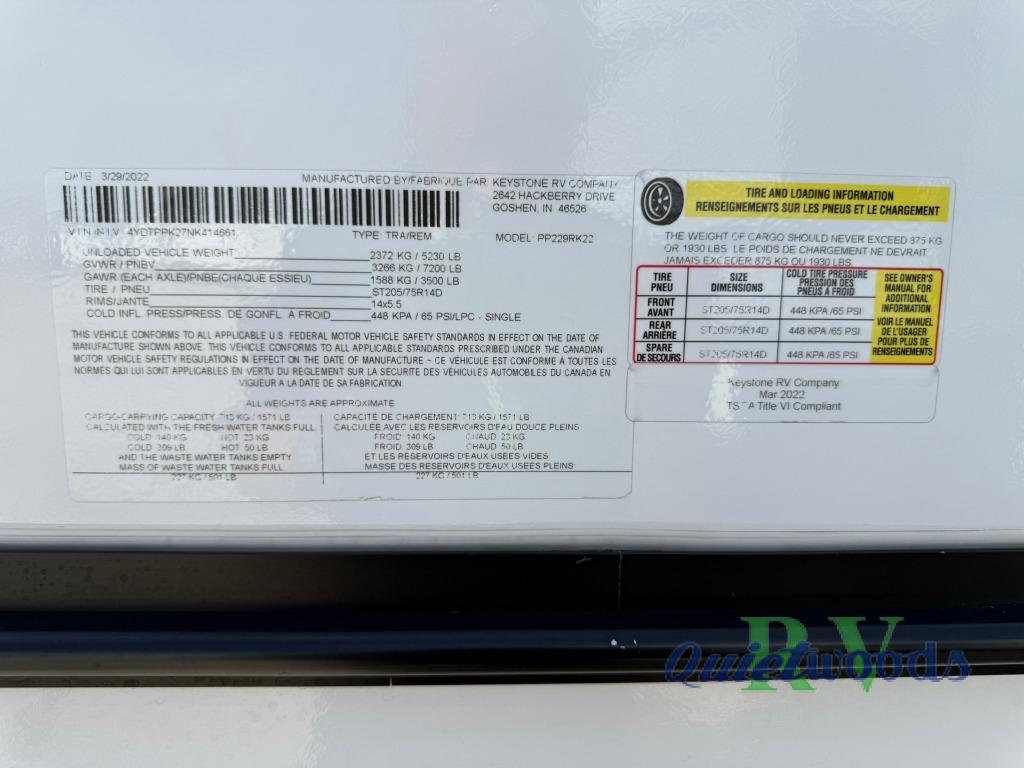 DATE 3/29/2022
MANUFACTURED BY/FABRIQUE PAR: KEYSTONE RV COMPANY
2642 HACKBERRY DRIVE
GOSHEN, IN. 46526
4YDTPPK27NK414661
TYPE: TRA/REM
MODEL: PP229RK22
UNLOADED VEHICLE WEIGHT 2372 KG / 5230 LB
GVWR / PNBV 3266 KG / 7200 LB
GAWR (EACH AXLE)/PNBE(CHAQUE ESSIEU) 1588 KG / 3500 LB
TIRE / PNEU ST205/75R14D
RIMS/JANTE 14x5.5
COLD INFL. PRESS/PRESS. DE GONFL. À FROID 448 KPA / 65 PSI/LPC - SINGLE
THIS VEHICLE CONFORMS TO ALL APPLICABLE U.S. FEDERAL MOTOR VEHICLE SAFETY STANDARDS IN EFFECT ON THE DATE OF
MANUFACTURE SHOWN ABOVE. THIS VEHICLE CONFORMS TO ALL APPLICABLE STANDARDS PRESCRIBED UNDER THE CANADIAN
MOTOR VEHICLE SAFETY REGULATIONS IN EFFECT ON THE DATE OF MANUFACTURE ~ CE VÉHICULE EST CONFORME À TOUTES LES
NORMES QUI LUI SONT APPLICABLES EN VERTU DU RÈGLEMENT SUR LA SÉCURITÉ DES VÉHICULES AUTOMOBILES DU CANADA EN
VIGUEUR A LA DATE DE SA FABRICATION.
ALL WEIGHTS ARE APPROXIMATE
CARGO-CARRYING CAPACITY 713 KG / 1571 LB
CALCULATED WITH THE FRESH WATER TANKS FULL
COLD 140 KG HOT 23 KG
COLD 309 LB HOT 50 LB
AND THE WASTE WATER TANKS EMPTY
MASS OF WASTE WATER TANKS FULL
227 KG / 501 LB
CAPACITÉ DE CHARGEMENT 713 KG / 1571 LB
CALCULÉE AVEC LES RÉSERVOIRS D'EAU DOUCE PLEINS
FROID: 140 KG CHAUD: 23 KG
FROID: 309 LB CHAUD: 50 LB
ET LES RÉSERVOIRS D'EAUX USÉES VIDES
MASSE DES RÉSERVOIRS D'EAUX USÉES PLEINS
227 KG / 501 LB
TIRE AND LOADING INFORMATION
RENSEIGNEMENTS SUR LES PNEUS ET LE CHARGEMENT
THE WEIGHT OF CARGO SHOULD NEVER EXCEED 875 KG
OR 1930 LBS. LE POIDS DE CHARGEMENT NE DEVRAIT
JAMAIS EXCEDER 875 KG OU 1930 LBS.
TIRE PNEU
SIZE DIMENSIONS
COLD TIRE PRESSURE
PRESSION DES
PNEUS A FROID
FRONT AVANT ST205/75R14D 448 KPA /65 PSI
REAR ARRIÈRE ST205/75R14D 448 KPA /65 PSI
SPARE DE SECOURS ST205/75R14D 448 KPA /65 PSI
SEE OWNER'S
MANUAL FOR
ADDITIONAL
INFORMATION
VOIR LE MANUEL
DE L'USAGER
POUR PLUS DE
RENSEIGNEMENTS
Keystone RV Company
Mar 2022
Title VI Compliant
Quietwoods RV